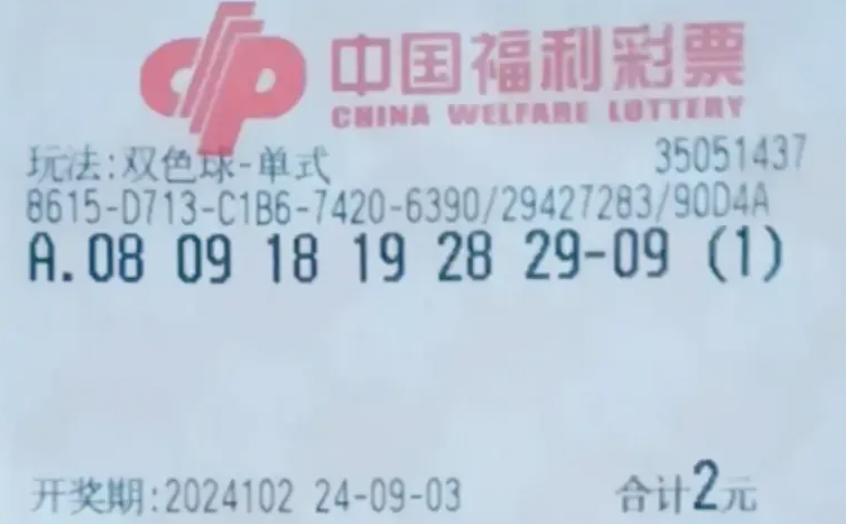 中国福利彩票
CHINA WELFARE LOTTERY
玩法:双色球-单式 35051437
8615-D713-C1B6-7420-6390/29427283/90D4A
A.08 09 18 19 28 29-09 (1)
开奖期:2024102 24-09-03 合计2元